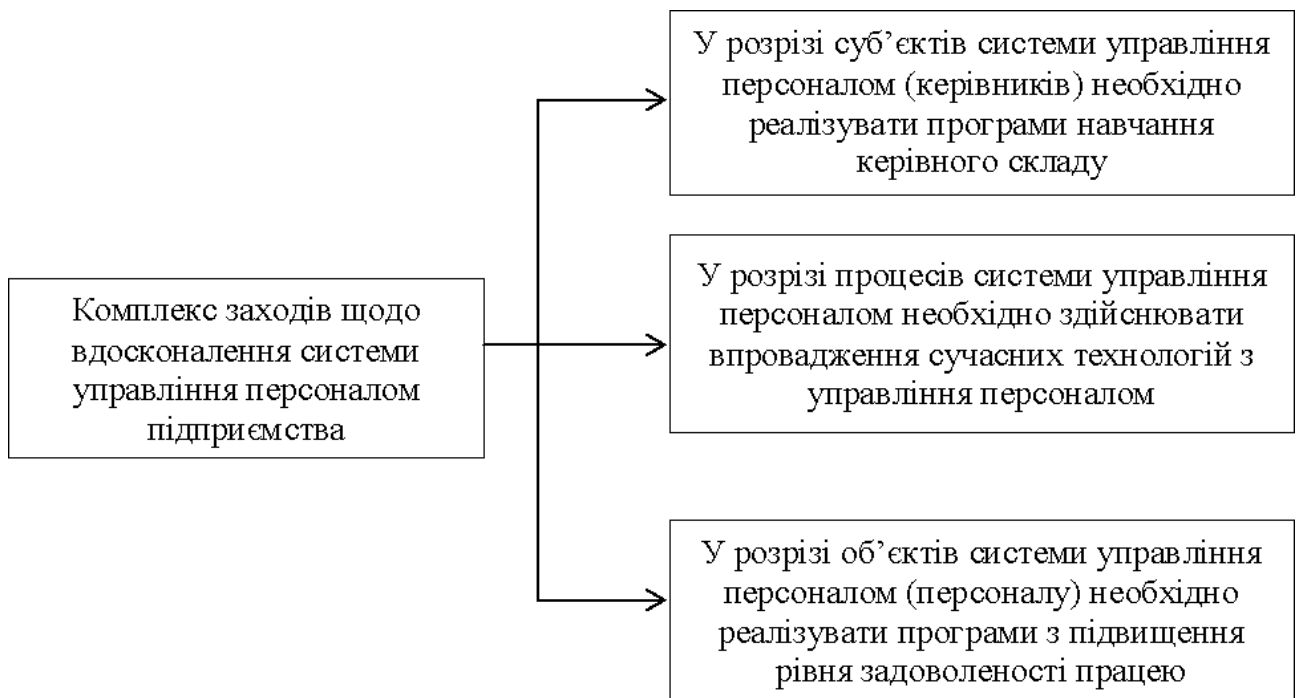 У розрізі суб’єктів системи управління
персоналом (керівників) необхідно
реалізувати програми навчання
керівного складу
Комплекс заходів щодо
вдосконалення системи
управління персоналом
підприємства
У розрізі процесів системи управління
персоналом необхідно здійснювати
впровадження сучасних технологій з
управління персоналом
У розрізі об’єктів системи управління
персоналом (персоналу) необхідно
реалізувати програми з підвищення
рівня задоволеності працею